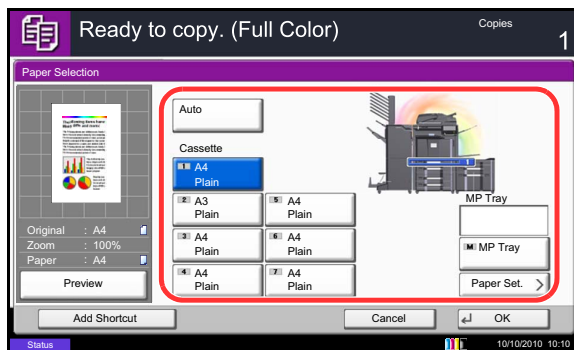 Ready to copy. (Full Color)
Copies
1
Paper Selection
Auto
Cassette
1 A4
Plain
2 A3
Plain
5 A4
Plain
3 A4
Plain
6 A4
Plain
4 A4
Plain
7 A4
Plain
1
MP Tray
M MP Tray
Paper Set.
Original : A4
Zoom : 100%
Paper : A4
Preview
Add Shortcut
Cancel
OK
Status
10/10/2010 10:10